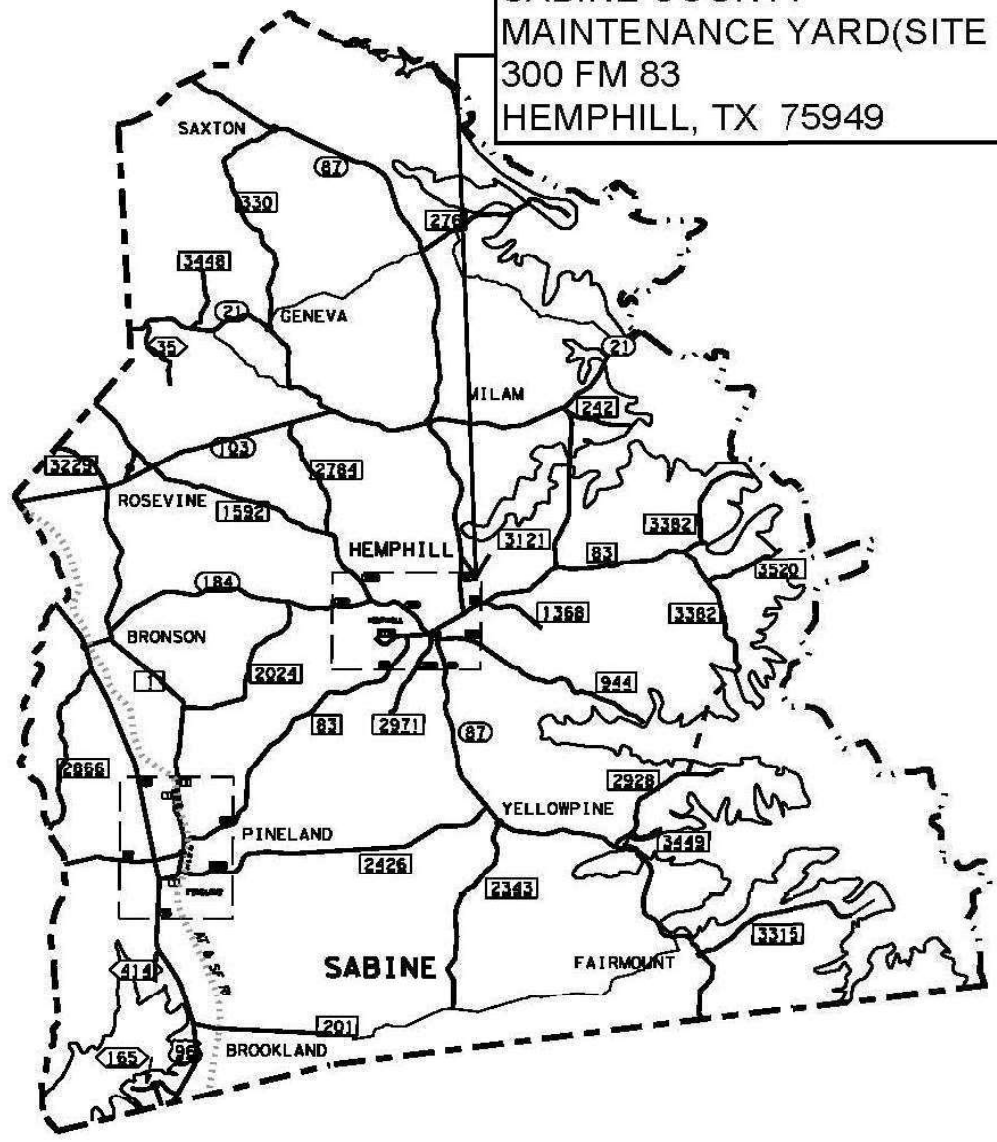 MAINTENANCE YARD(SITE
300 FM 83
HEMPHILL, TX 75949
SAXTON
87
330
276
3448
21
GENEVA
35
21
MILAM
242
103
3229
2784
ROSEVINE
1592
3382
HEMPHILL
3121
83
3520
184
1368
3382
BRONSON
2024
1
944
83
2971
87
2866
2928
YELLOWPINE
PINELAND
3449
2426
2343
3315
AT & SF
SABINE
FAIRMOUNT
414
201
165
96
BROOKLAND